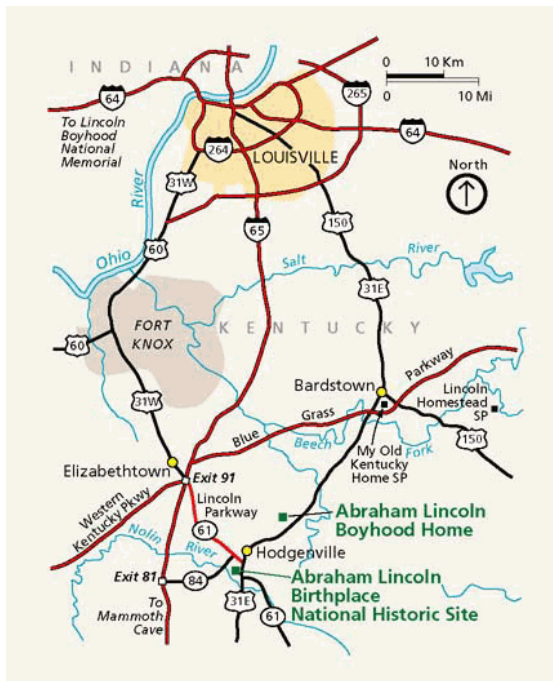 I N D I A N A
0 10 Km
0 10 Mi
64
To Lincoln
Boyhood
National
Memorial
265
64
264
LOUISVILLE
North
31W
River
65
150
60
Ohio
Salt
River
31E
FORT
KNOX
K E N T U C K Y
60
31W
Bardstown
Parkway
Lincoln
Homestead
SP
Blue
Grass
Beech
Fork
My Old
Kentucky
Home SP
150
Elizabethtown
Exit 91
Western
Kentucky Pkwy
Lincoln
Parkway
61
Abraham Lincoln
Boyhood Home
Nolin
River
Hodgenville
Exit 81
84
Abraham Lincoln
Birthplace
National Historic Site
31E
61
To
Mammoth
Cave